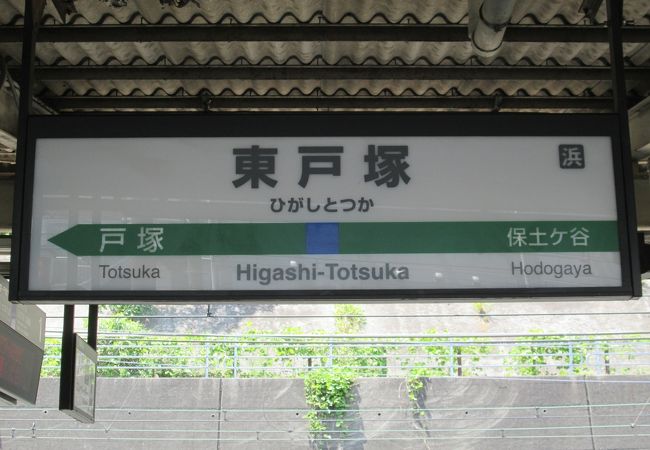 東戸塚
浜
ひがしとつか
戸塚
保土ケ谷
Totsuka
Higashi-Totsuka
Hodogaya